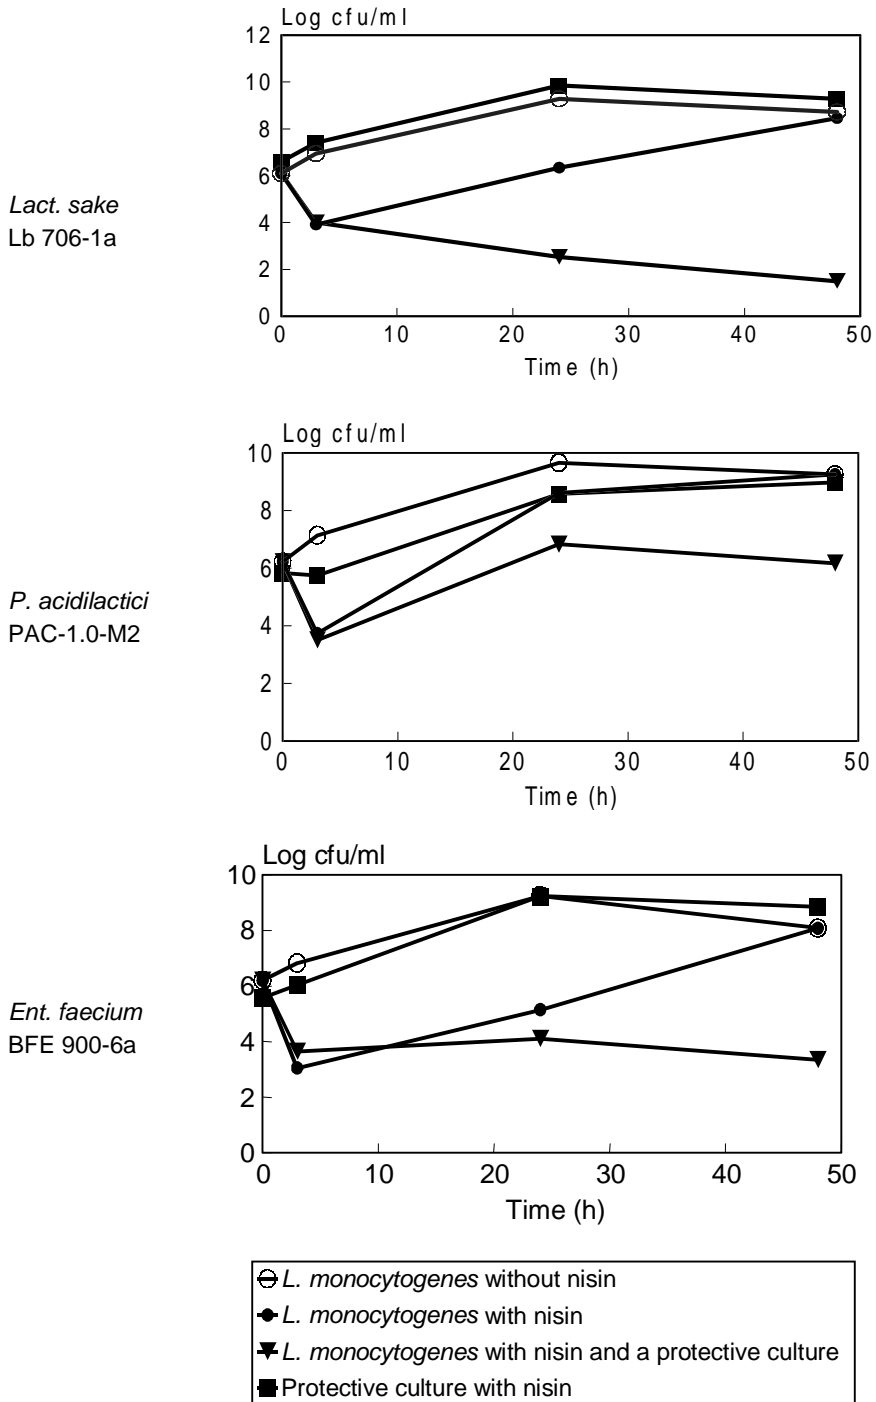 Log cfu/ml
12
10
8
6
4
2
0
0 10 20 30 40 50
Time (h)
Lact. sake
Lb 706-1a
Log cfu/ml
10
8
6
4
2
0
0 10 20 30 40 50
Time (h)
P. acidilactici
PAC-1.0-M2
Log cfu/ml
10
8
6
4
2
0
0 10 20 30 40 50
Time (h)
Ent. faecium
BFE 900-6a
L. monocytogenes without nisin
L. monocytogenes with nisin
L. monocytogenes with nisin and a protective culture
Protective culture with nisin